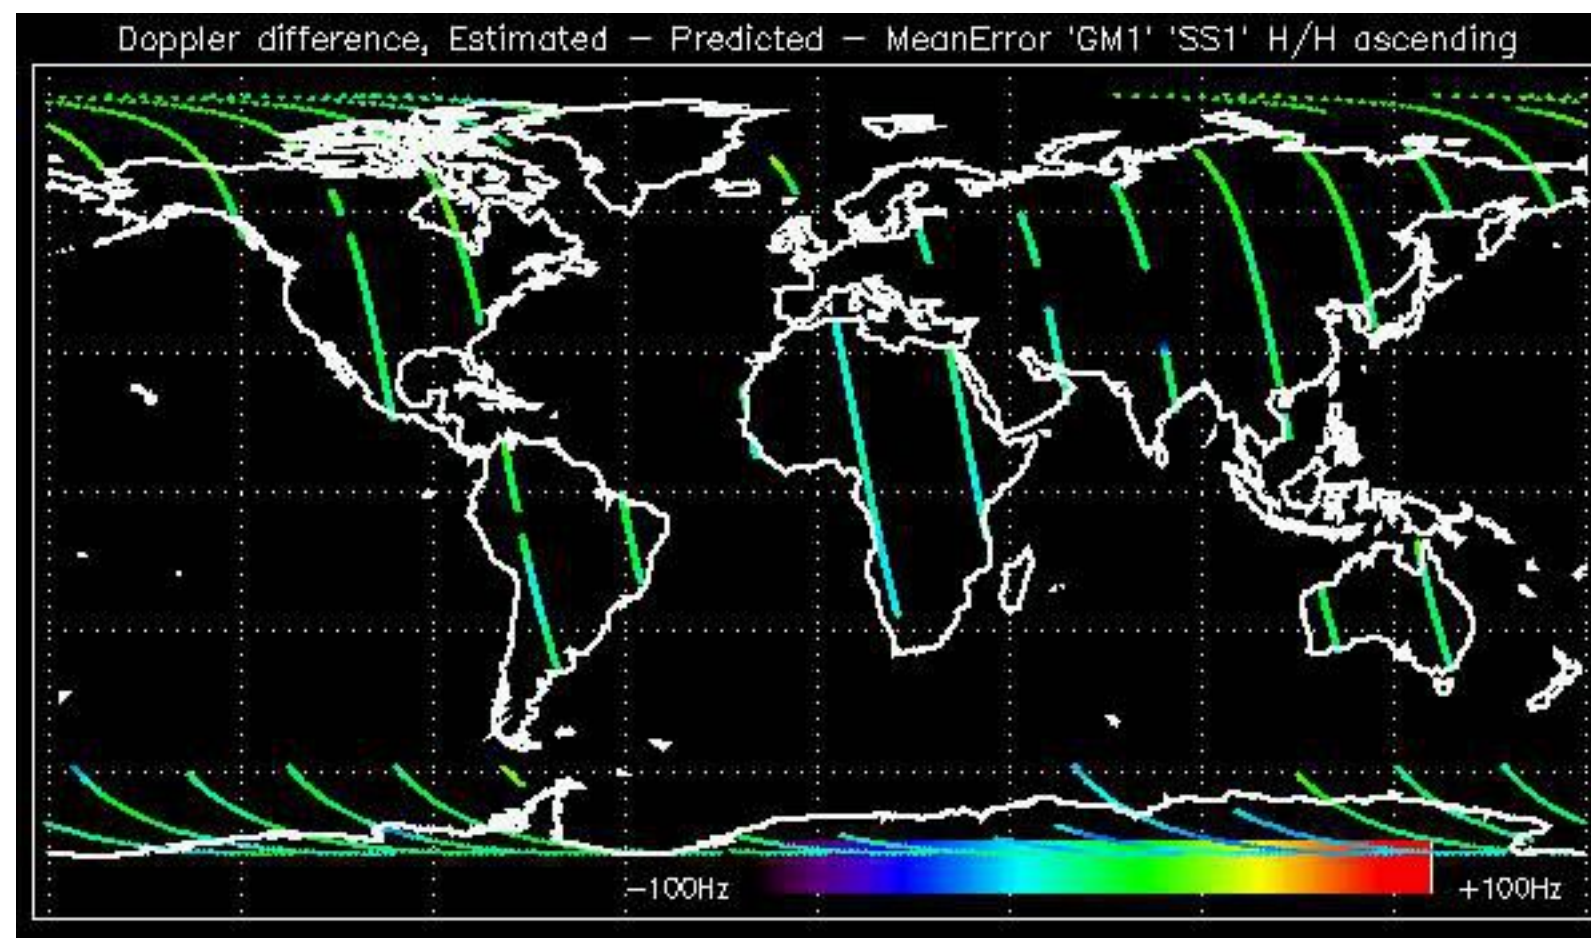 Doppler difference, Estimated – Predicted – MeanError 'GM1' 'SS1' H/H ascending
–100Hz +100Hz